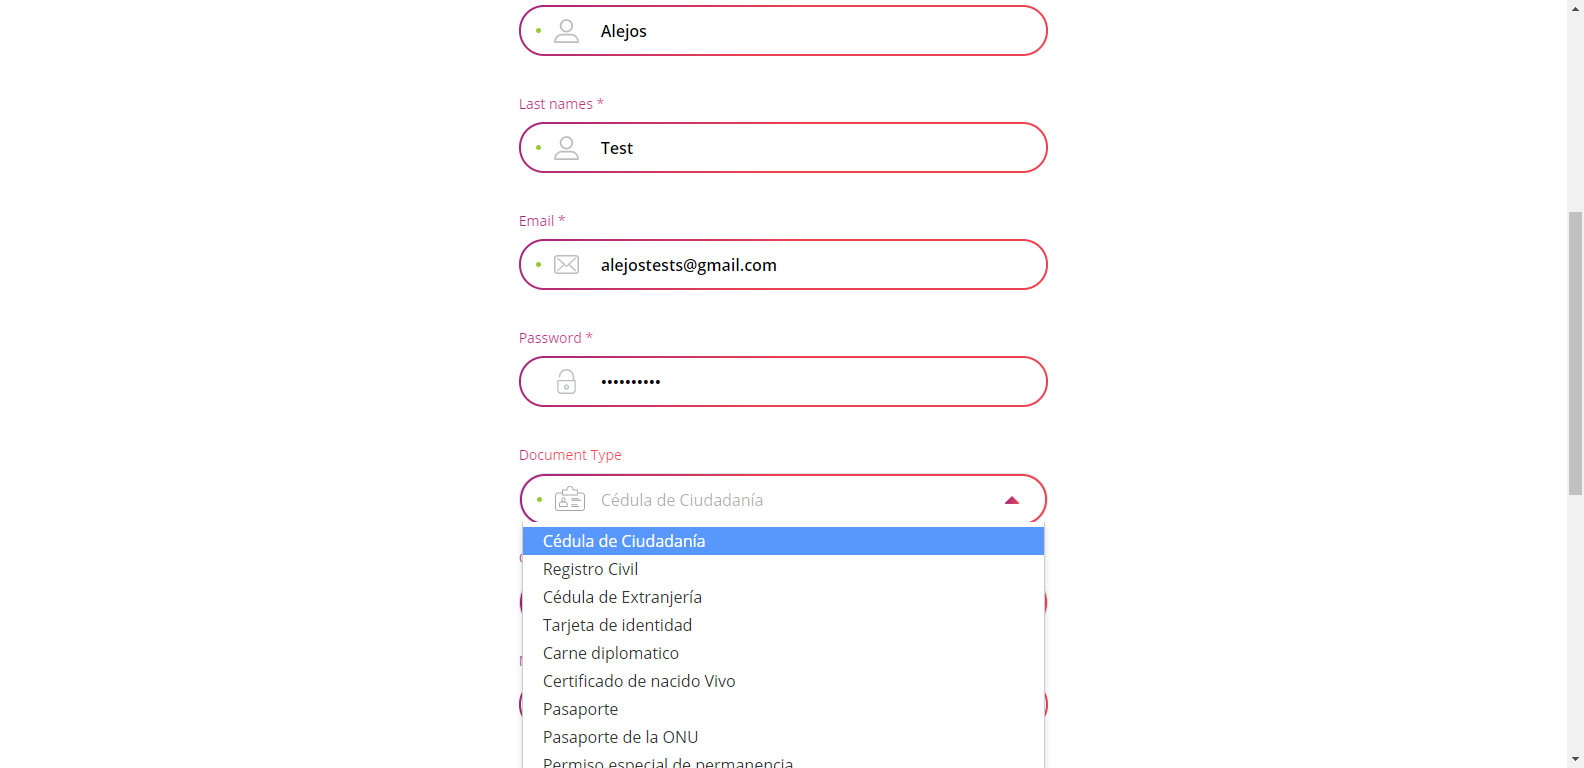 Alejos
Last names *
Test
Email *
alejostests@gmail.com
Password *
••••••••••
Document Type
Cédula de Ciudadanía
Cédula de Ciudadanía
Registro Civil
Cédula de Extranjería
Tarjeta de identidad
Carne diplomatico
Certificado de nacido Vivo
Pasaporte
Pasaporte de la ONU
Permiso especial de permanencia